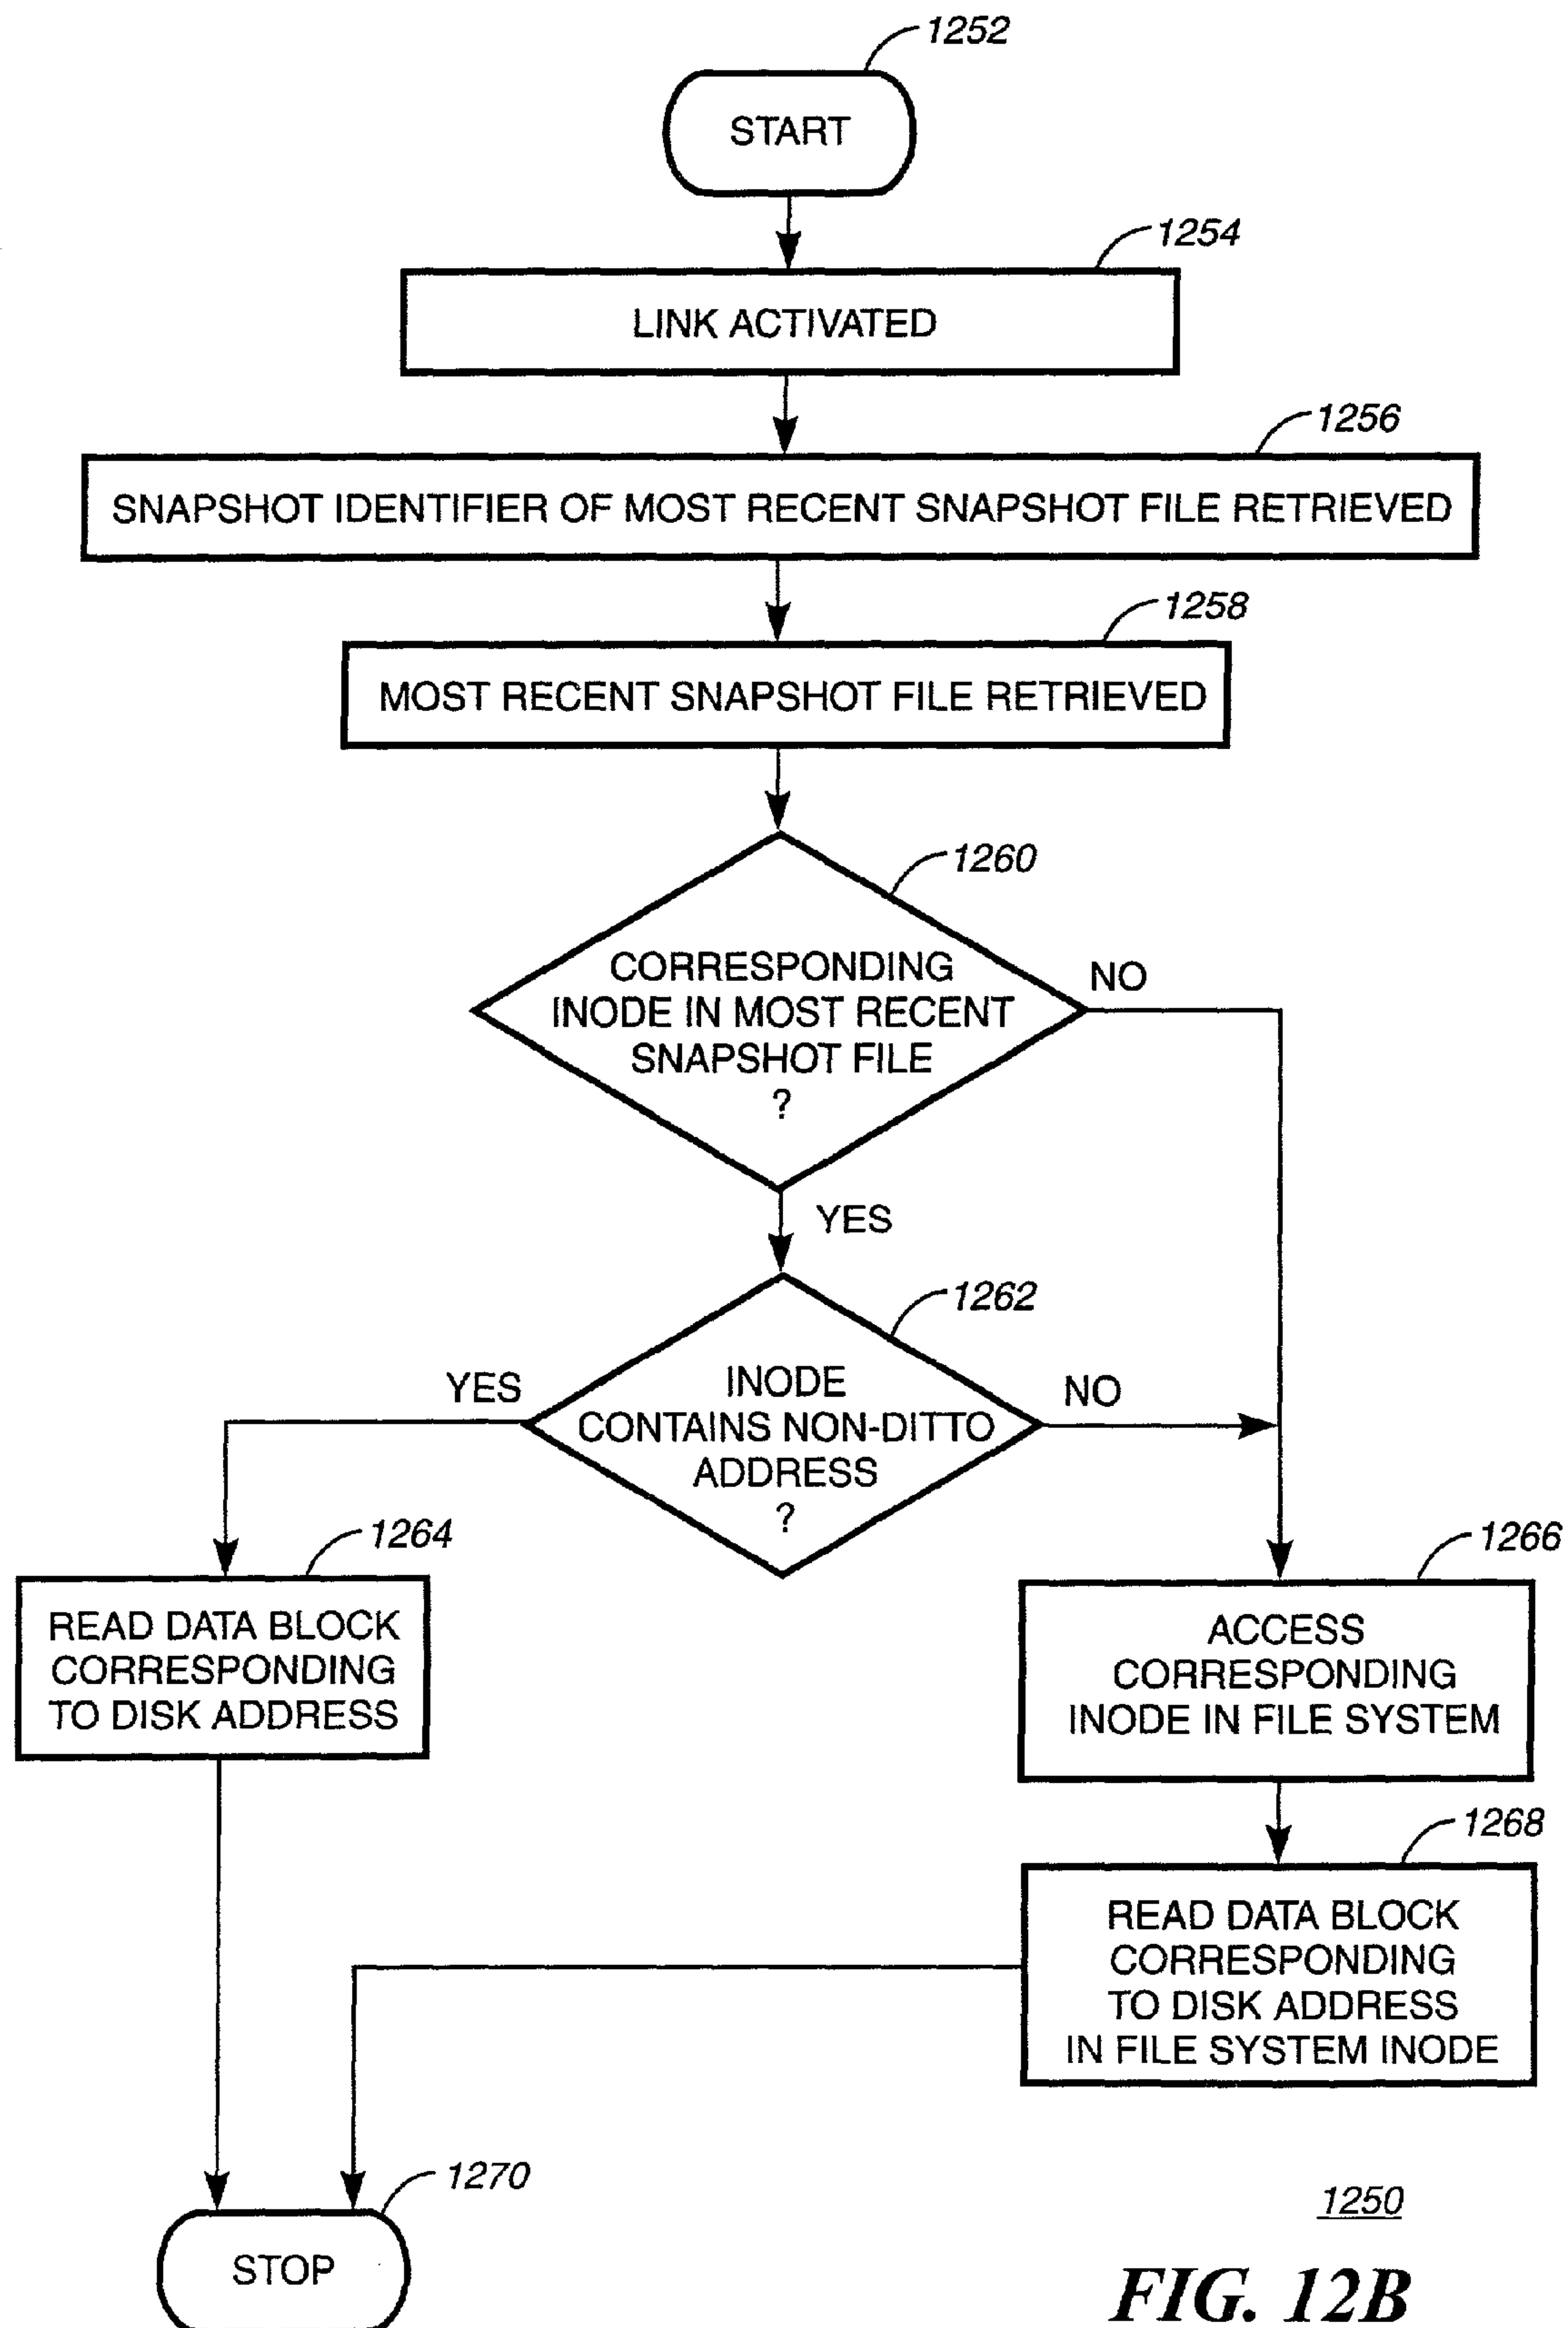 1252
START
1254
LINK ACTIVATED
1256
SNAPSHOT IDENTIFIER OF MOST RECENT SNAPSHOT FILE RETRIEVED
1258
MOST RECENT SNAPSHOT FILE RETRIEVED
1260
CORRESPONDING
INODE IN MOST RECENT
SNAPSHOT FILE
?
NO
YES
1262
INODE
CONTAINS NON-DITTO
ADDRESS
?
YES
NO
1264
READ DATA BLOCK
CORRESPONDING
TO DISK ADDRESS
1266
ACCESS
CORRESPONDING
INODE IN FILE SYSTEM
1268
READ DATA BLOCK
CORRESPONDING
TO DISK ADDRESS
IN FILE SYSTEM INODE
1270
STOP
1250
FIG. 12B